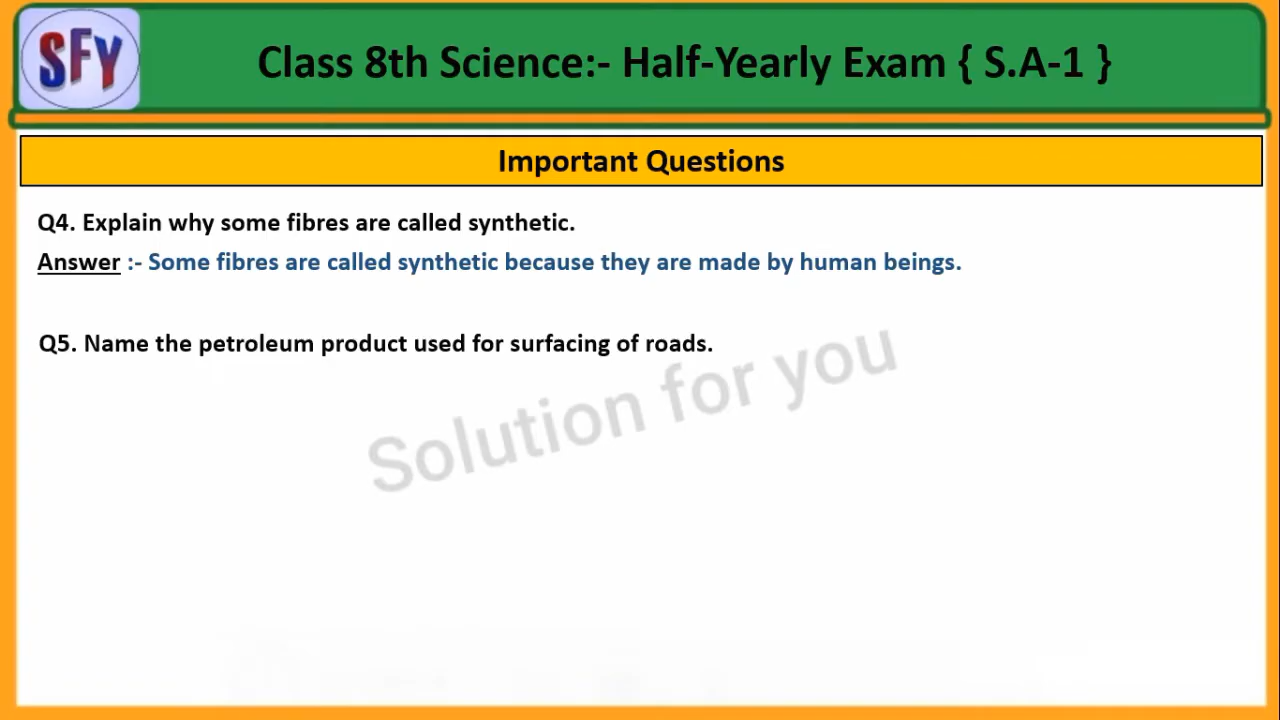 SFY
Class 8th Science:- Half-Yearly Exam { S.A-1 }
Important Questions
Q4. Explain why some fibres are called synthetic.
Answer :- Some fibres are called synthetic because they are made by human beings.
Q5. Name the petroleum product used for surfacing of roads.
Solution for you